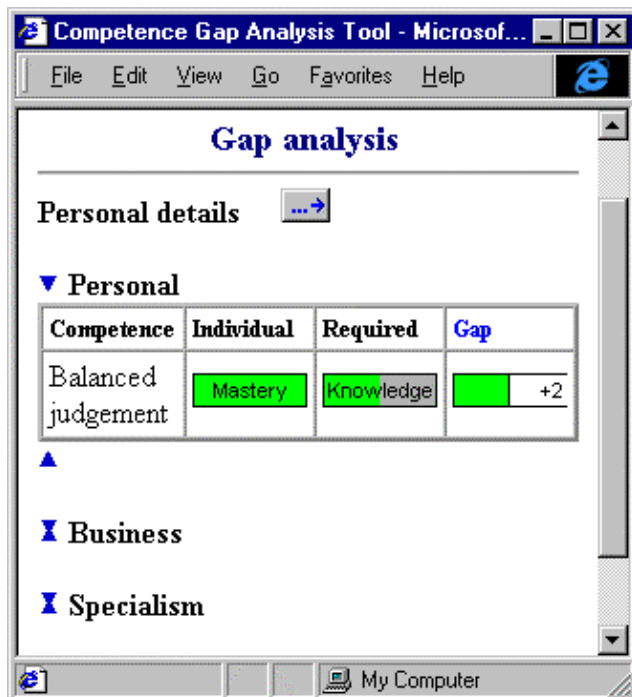 Competence Gap Analysis Tool - Microsof...
File Edit View Go Favorites Help
Gap analysis
Personal details ...→
Personal
Competence Individual Required Gap
Balanced
judgement
Mastery Knowledge +2
Business
Specialism
My Computer